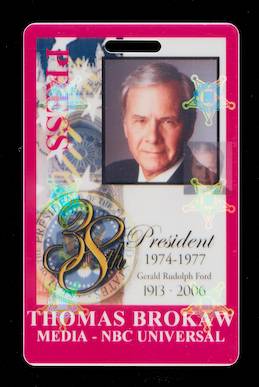 PRESS
38th
President
1974-1977
Gerald Rudolph Ford
1913 - 2006
THOMAS BROKAW
MEDIA - NBC UNIVERSAL